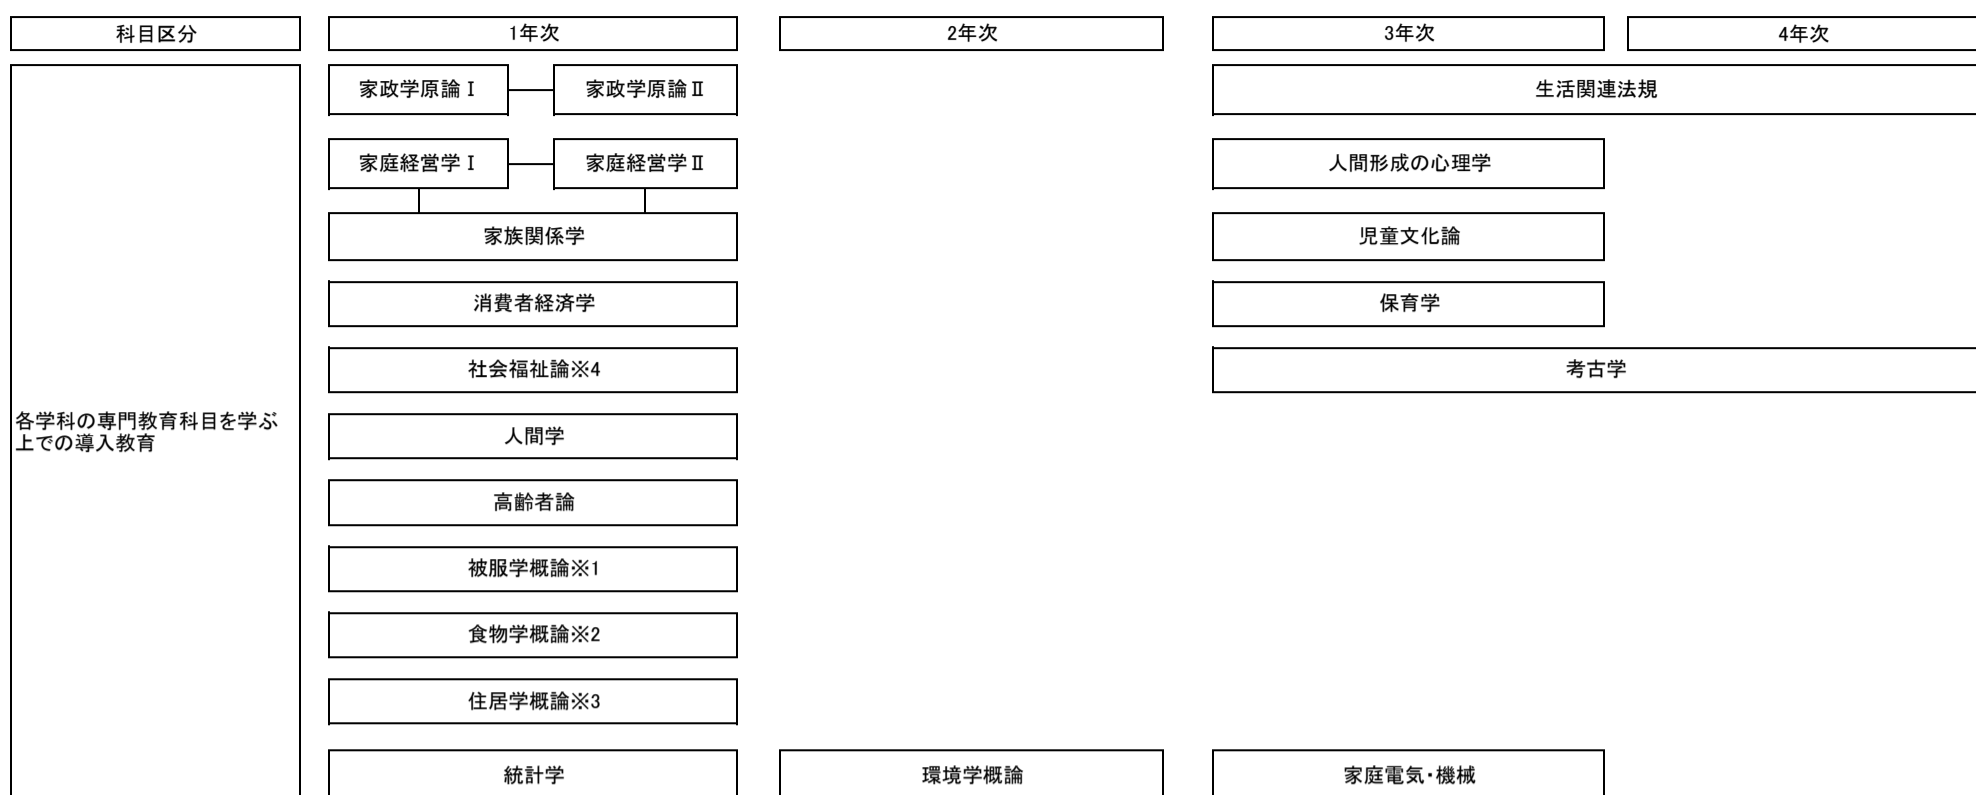 科目区分
1年次
2年次
3年次
4年次
各学科の専門教育科目を学ぶ
上での導入教育
家政学原論Ⅰ
家政学原論Ⅱ
生活関連法規
家庭経営学Ⅰ
家庭経営学Ⅱ
人間形成の心理学
家族関係学
児童文化論
消費者経済学
保育学
社会福祉論※4
考古学
人間学
高齢者論
被服学概論※1
食物学概論※2
住居学概論※3
統計学
環境学概論
家庭電気・機械